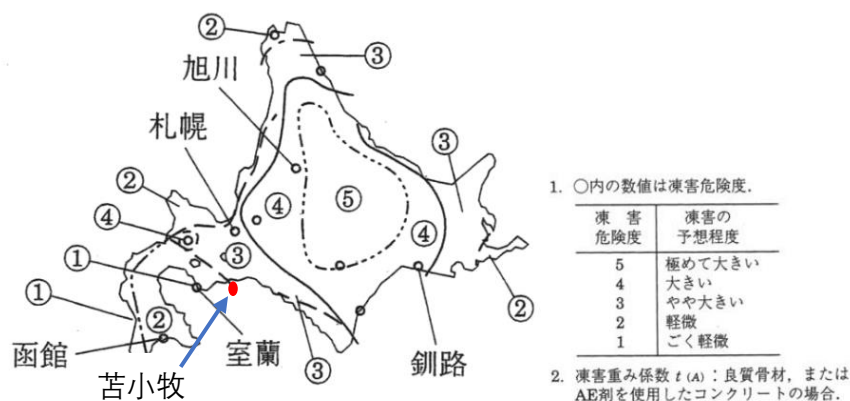 ②
③
旭川
札幌
③
②
④
⑤
④
④
③
①
①
②
②
函館
室蘭
③
釧路
苫小牧
1. ○内の数値は凍害危険度.
凍害危険度 凍害の予想程度
5 極めて大きい
4 大きい
3 やや大きい
2 軽微
1 ごく軽微
2. 凍害重み係数 t (A)：良質骨材，または
AE剤を使用したコンクリートの場合.